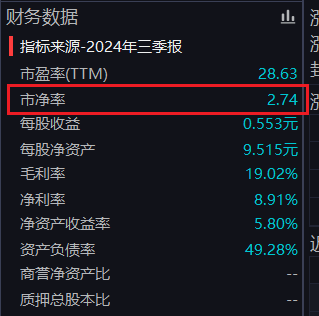 财务数据
指标来源-2024年三季报
市盈率(TTM) 28.63
市净率 2.74
每股收益 0.553元
每股净资产 9.515元
毛利率 19.02%
净利率 8.91%
净资产收益率 5.80%
资产负债率 49.28%
商誉净资产比 --
质押总股本比 --